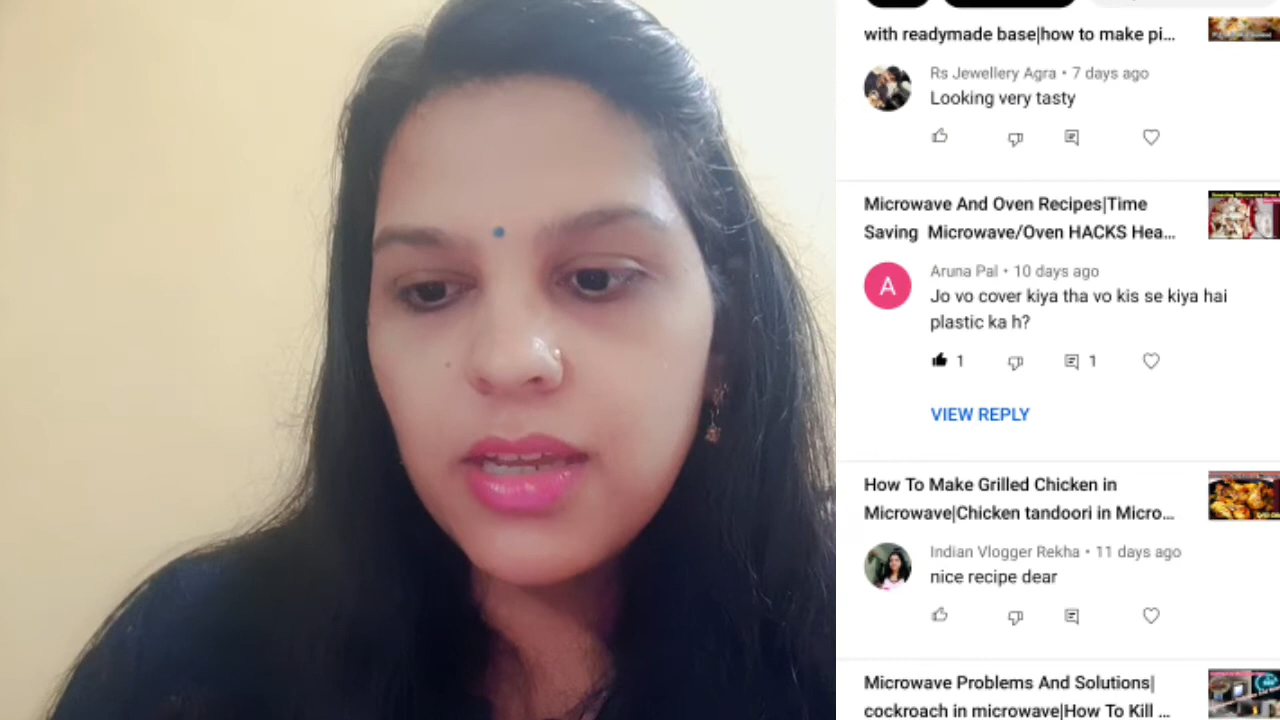 with readymade base|how to make pi...
Rs Jewellery Agra • 7 days ago
Looking very tasty
Microwave And Oven Recipes|Time
Saving Microwave/Oven HACKS Hea...
A
Aruna Pal • 10 days ago
Jo vo cover kiya tha vo kis se kiya hai
plastic ka h?
1
1
VIEW REPLY
How To Make Grilled Chicken in
Microwave|Chicken tandoori in Micro...
Indian Vlogger Rekha • 11 days ago
nice recipe dear
Microwave Problems And Solutions|
cockroach in microwave|How To Kill ...